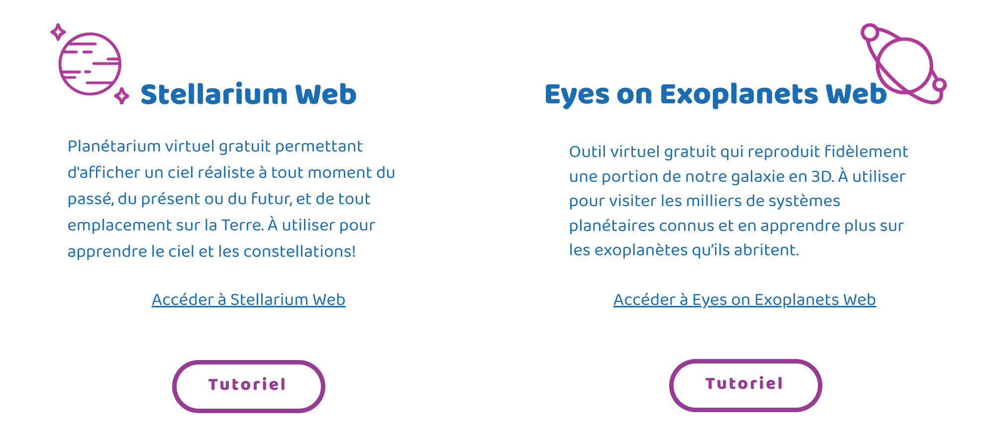 Stellarium Web
Planétarium virtuel gratuit permettant
d'afficher un ciel réaliste à tout moment du
passé, du présent ou du futur, et de tout
emplacement sur la Terre. À utiliser pour
apprendre le ciel et les constellations!
Accéder à Stellarium Web
Tutoriel
Eyes on Exoplanets Web
Outil virtuel gratuit qui reproduit fidèlement
une portion de notre galaxie en 3D. À utiliser
pour visiter les milliers de systèmes
planétaires connus et en apprendre plus sur
les exoplanètes qu’ils abritent.
Accéder à Eyes on Exoplanets Web
Tutoriel